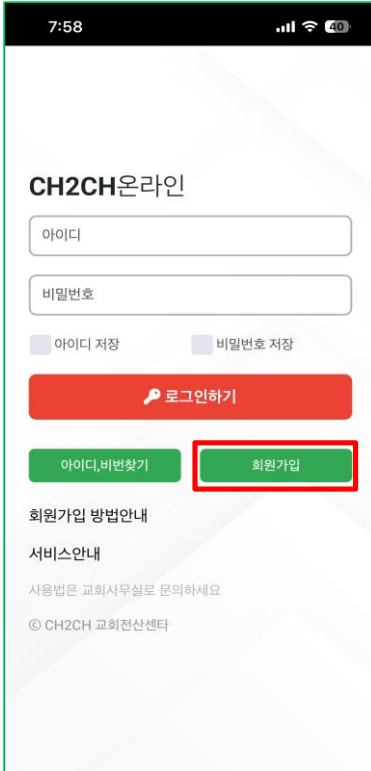 7:58 40
CH2CH온라인
아이디
비밀번호
아이디 저장 비밀번호 저장
로그인하기
아이디,비번찾기 회원가입
회원가입 방법안내
서비스안내
사용법은 교회사무실로 문의하세요
© CH2CH 교회전산센타